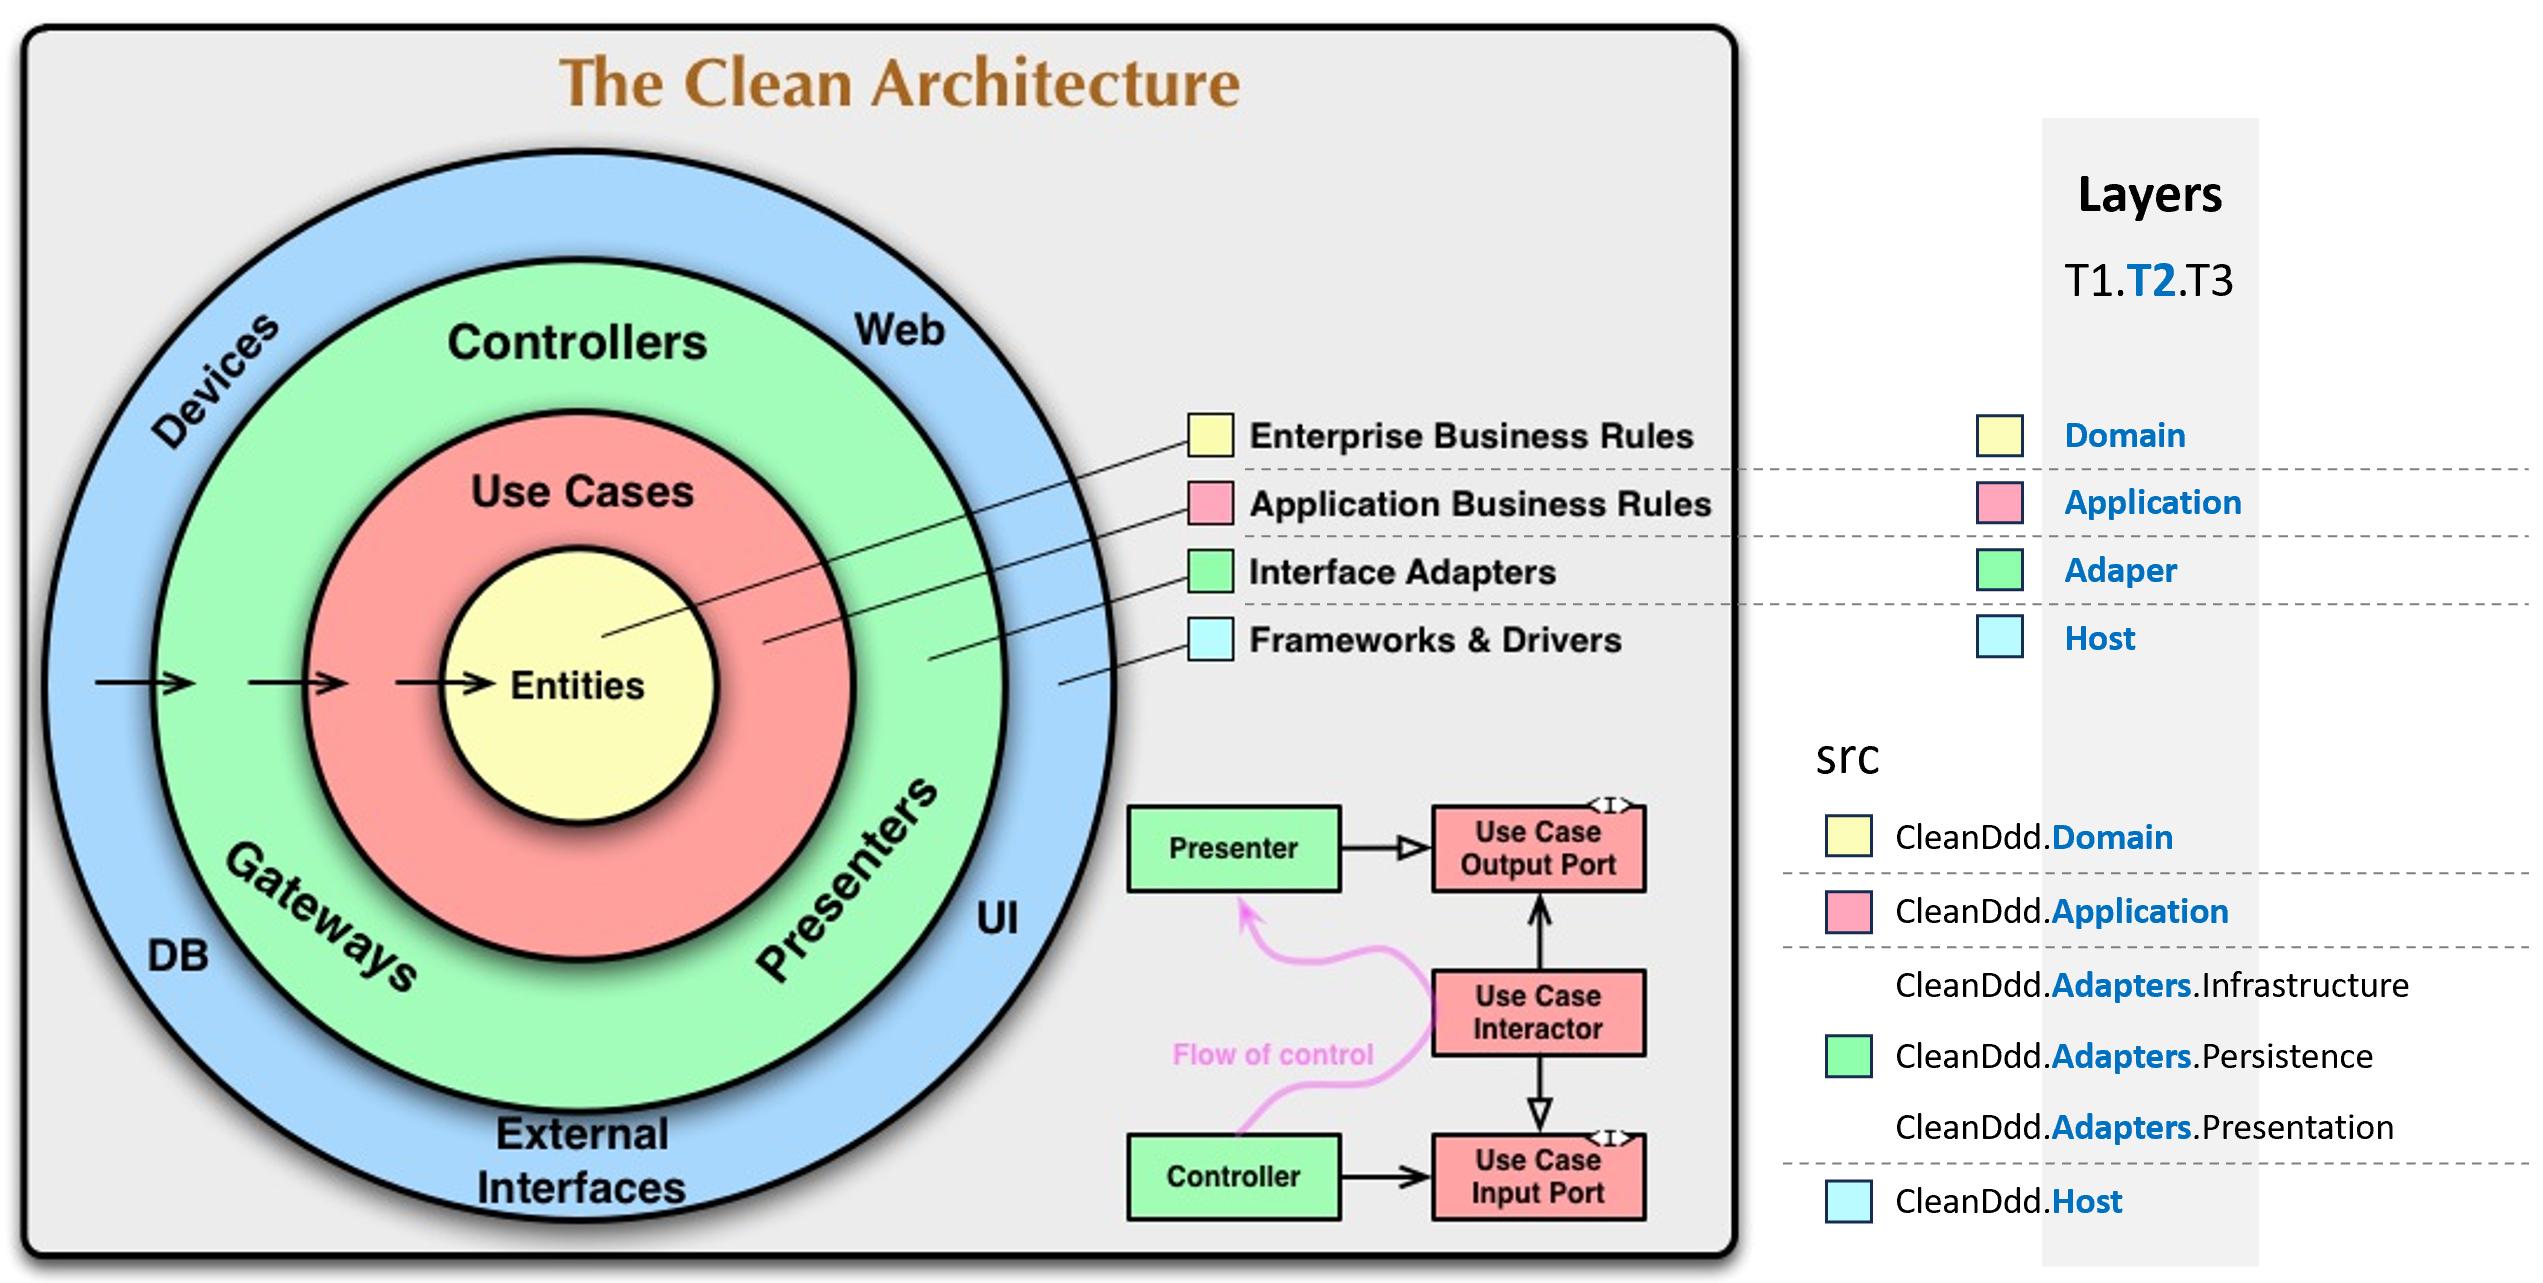 The Clean Architecture
Devices
Controllers
Web
Use Cases
Entities
Gateways
Presenters
DB
UI
External
Interfaces
Enterprise Business Rules
Application Business Rules
Interface Adapters
Frameworks & Drivers
Presenter
<I>
Use Case
Output Port
Use Case
Interactor
Flow of control
Controller
<I>
Use Case
Input Port
Layers
T1.T2.T3
Domain
Application
Adaper
Host
src
CleanDdd.Domain
CleanDdd.Application
CleanDdd.Adapters.Infrastructure
CleanDdd.Adapters.Persistence
CleanDdd.Adapters.Presentation
CleanDdd.Host